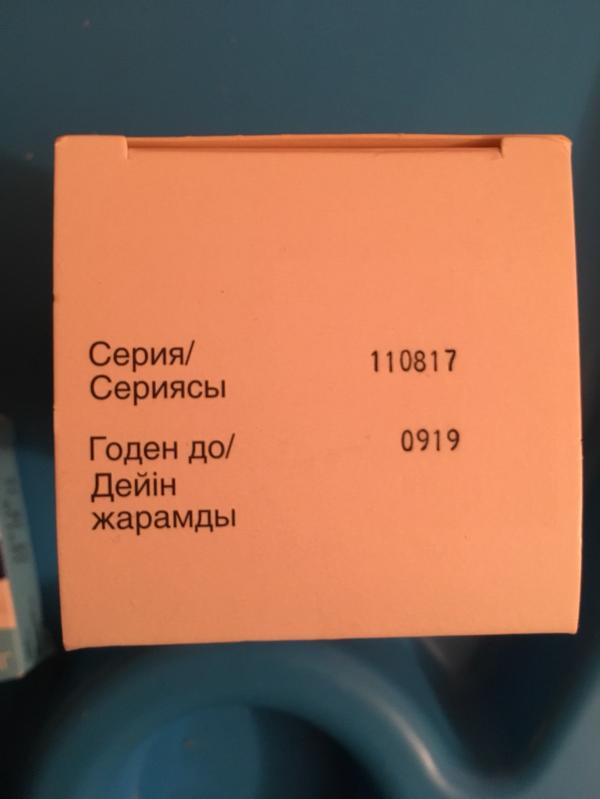 Серия/ 110817
Сериясы
Годен до/ 0919
Дейін
жарамды